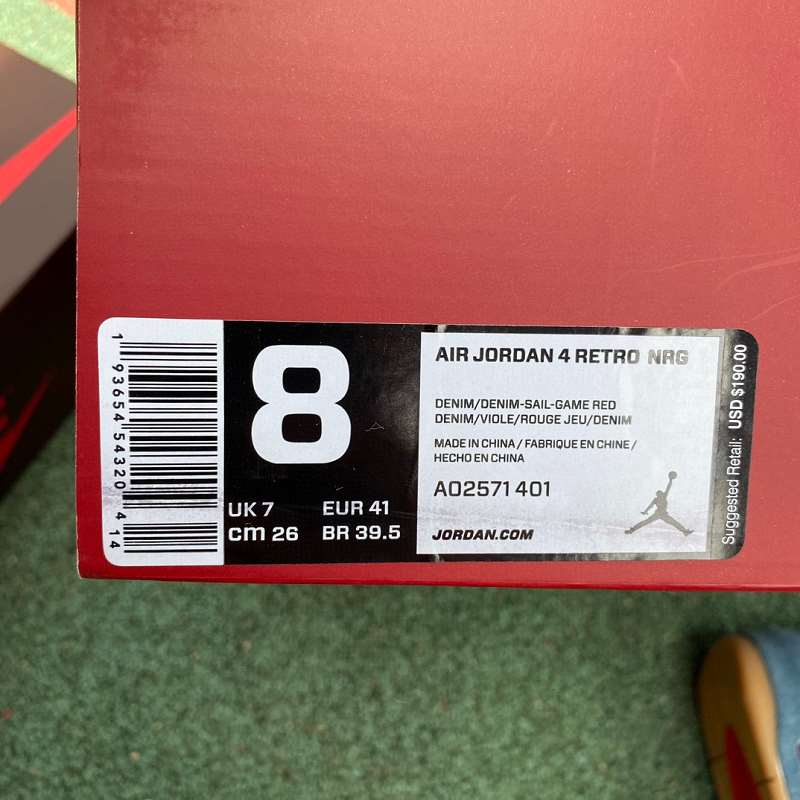 1 93654 54320 4 14
8
UK 7 EUR 41
cm 26 BR 39.5
AIR JORDAN 4 RETRO NRG
DENIM/DENIM-SAIL-GAME RED
DENIM/VIOLE/ROUGE JEU/DENIM
MADE IN CHINA / FABRIQUE EN CHINE /
HECHO EN CHINA
AO2571 401
JORDAN.COM
Suggested Retail: USD $190.00